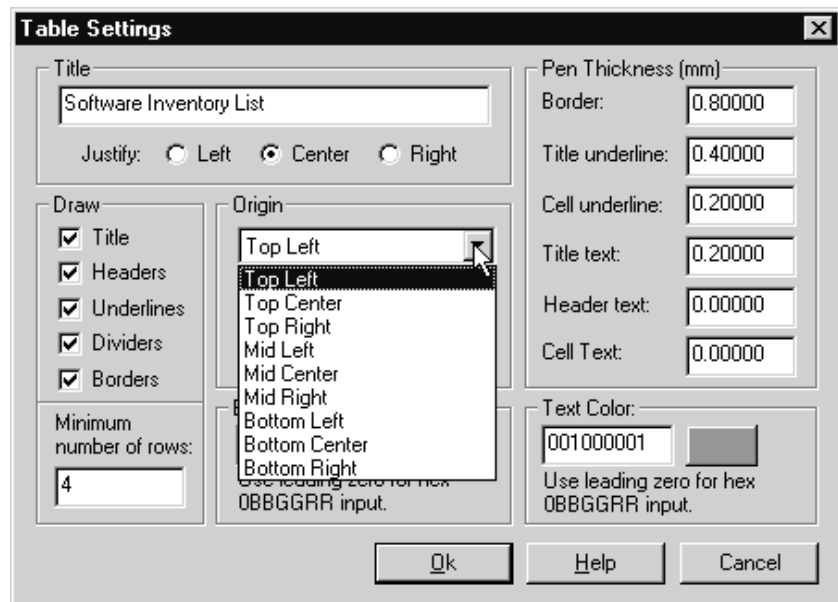 Table Settings
Title
Software Inventory List
Justify: Left Center Right
Draw
Title
Headers
Underlines
Dividers
Borders
Minimum
number of rows:
4
Origin
Top Left
Top Left
Top Center
Top Right
Mid Left
Mid Center
Mid Right
Bottom Left
Bottom Center
Bottom Right
Use leading zero for hex
0BBGGRR input.
Pen Thickness (mm)
Border: 0.80000
Title underline: 0.40000
Cell underline: 0.20000
Title text: 0.20000
Header text: 0.00000
Cell Text: 0.00000
Text Color:
001000001
Use leading zero for hex
0BBGGRR input.
Ok Help Cancel